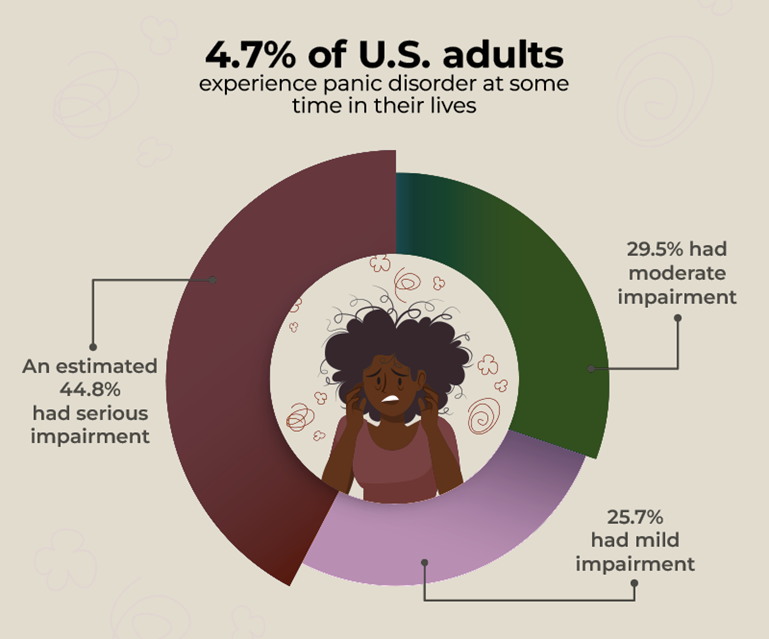 4.7% of U.S. adults
experience panic disorder at some
time in their lives
29.5% had
moderate
impairment
An estimated
44.8%
had serious
impairment
25.7%
had mild
impairment